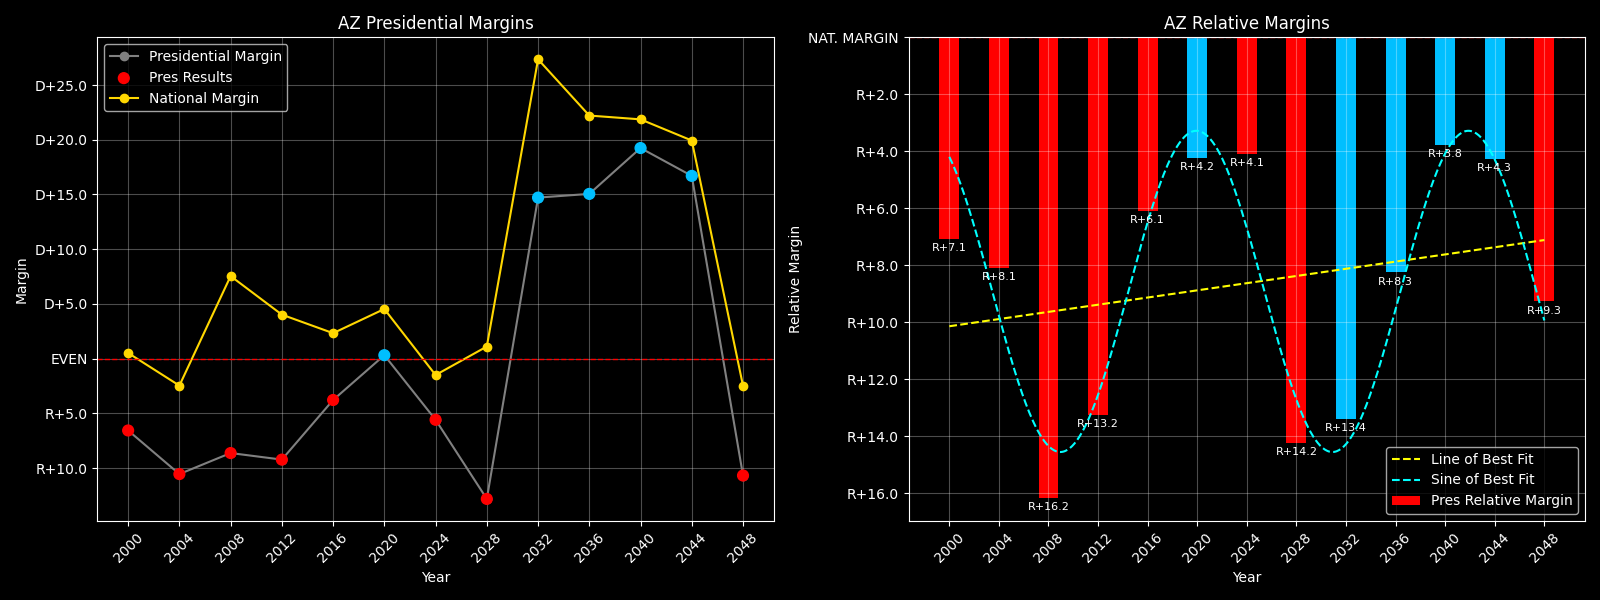 AZ Presidential Margins
Presidential Margin
Pres Results
National Margin
D+25.0
D+20.0
D+15.0
D+10.0
D+5.0
EVEN
R+5.0
R+10.0
Margin
2000 2004 2008 2012 2016 2020 2024 2028 2032 2036 2040 2044 2048
Year
AZ Relative Margins
NAT. MARGIN
R+2.0
R+4.0
R+6.0
R+8.0
R+10.0
R+12.0
R+14.0
R+16.0
Relative Margin
R+7.1
R+8.1
R+16.2
R+13.2
R+6.1
R+4.2
R+4.1
R+14.2
R+13.4
R+8.3
R+3.8
R+4.3
R+9.3
Line of Best Fit
Sine of Best Fit
Pres Relative Margin
2000 2004 2008 2012 2016 2020 2024 2028 2032 2036 2040 2044 2048
Year